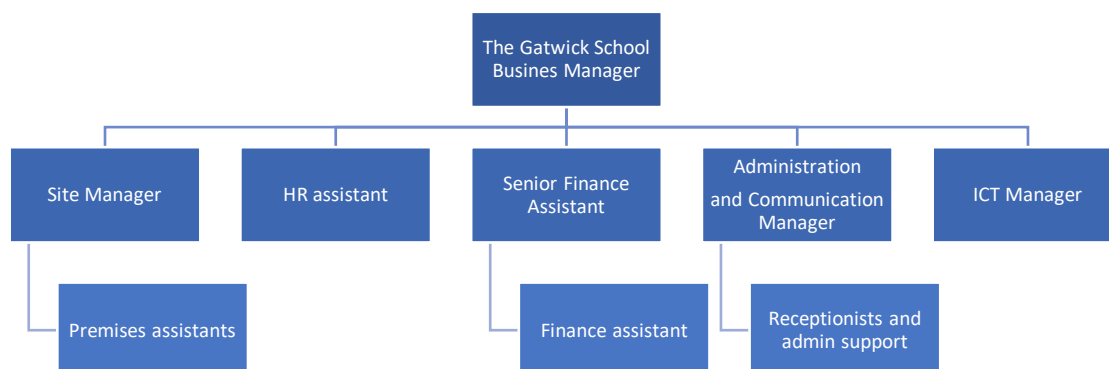 The Gatwick School
Busines Manager
Site Manager
HR assistant
Senior Finance
Assistant
Administration
and Communication
Manager
ICT Manager
Premises assistants
Finance assistant
Receptionists and
admin support